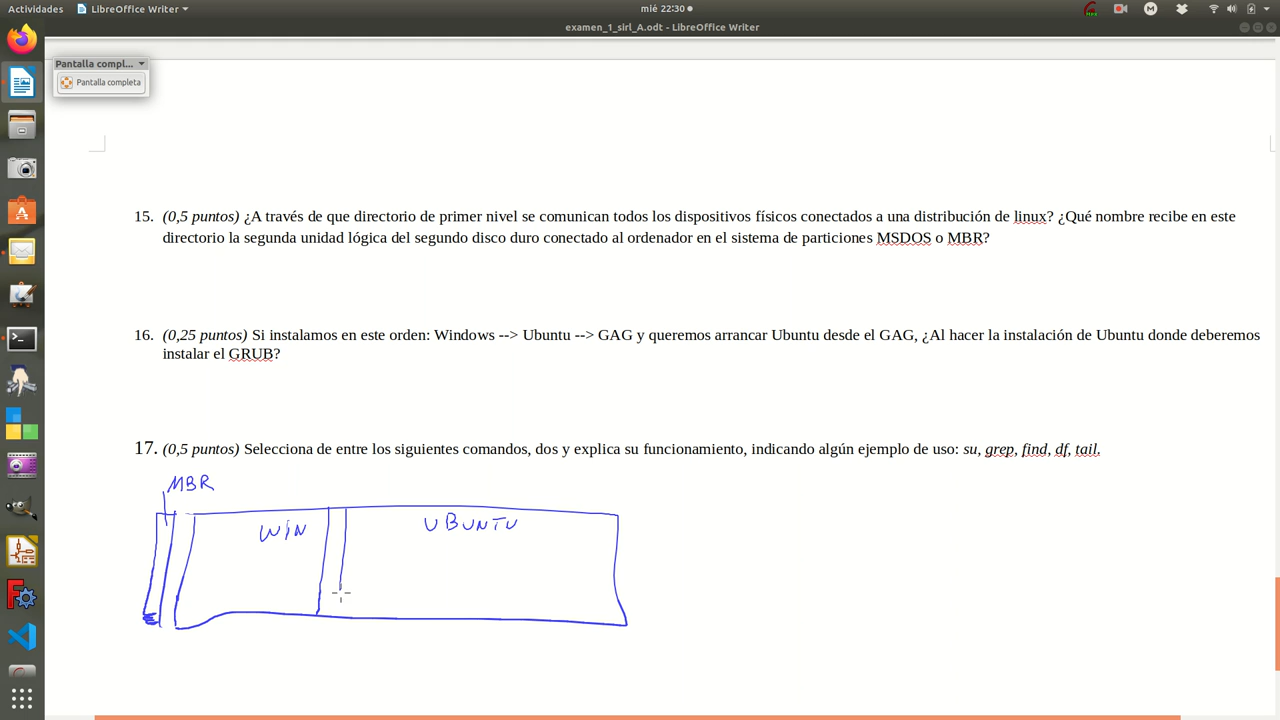 Actividades LibreOffice Writer mié 22:30
examen_1_sirl_A.odt - LibreOffice Writer
Pantalla compl...
Pantalla completa
15. (0,5 puntos) ¿A través de que directorio de primer nivel se comunican todos los dispositivos físicos conectados a una distribución de linux? ¿Qué nombre recibe en este
directorio la segunda unidad lógica del segundo disco duro conectado al ordenador en el sistema de particiones MSDOS o MBR?
16. (0,25 puntos) Si instalamos en este orden: Windows --> Ubuntu --> GAG y queremos arrancar Ubuntu desde el GAG, ¿Al hacer la instalación de Ubuntu donde deberemos
instalar el GRUB?
17. (0,5 puntos) Selecciona de entre los siguientes comandos, dos y explica su funcionamiento, indicando algún ejemplo de uso: su, grep, find, df, tail.
MBR
WIN UBUNTU